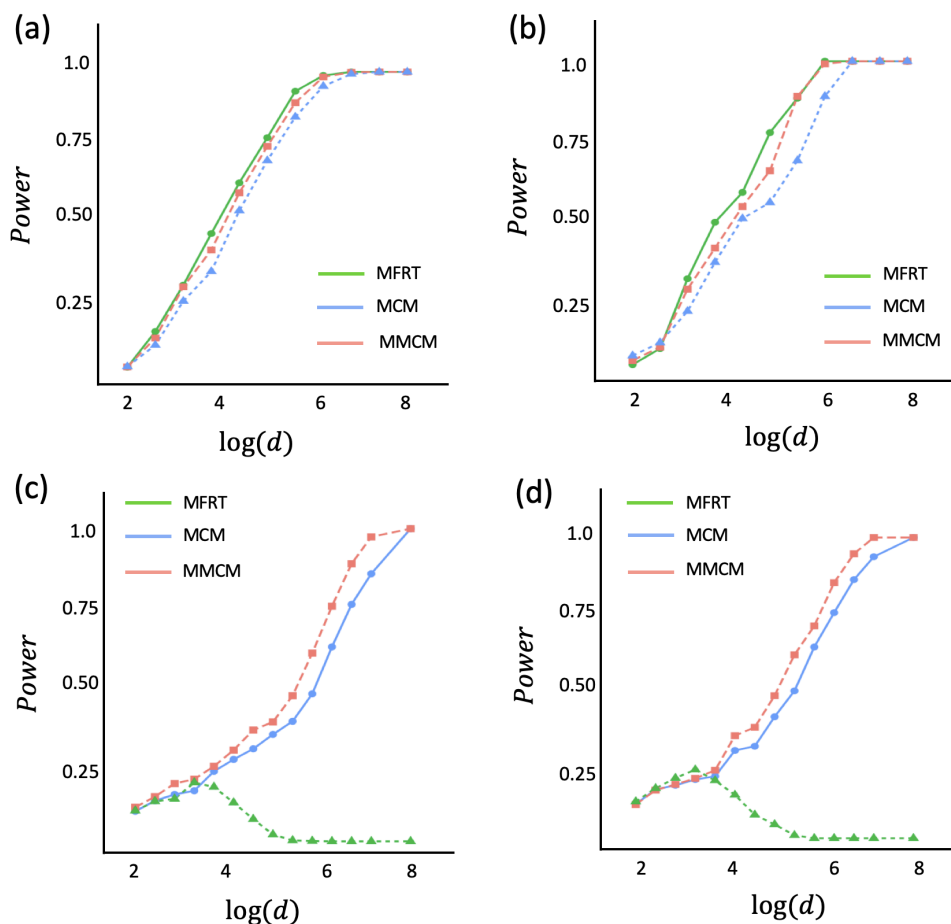 (a)
1.0
0.75
0.50
0.25
Power
MFRT
MCM
MMCM
2 4 6 8
log(d)
(b)
1.0
0.75
0.50
0.25
Power
MFRT
MCM
MMCM
2 4 6 8
log(d)
(c)
MFRT
MCM
MMCM
1.0
0.75
0.50
0.25
Power
2 4 6 8
log(d)
(d)
MFRT
MCM
MMCM
1.0
0.75
0.50
0.25
Power
2 4 6 8
log(d)